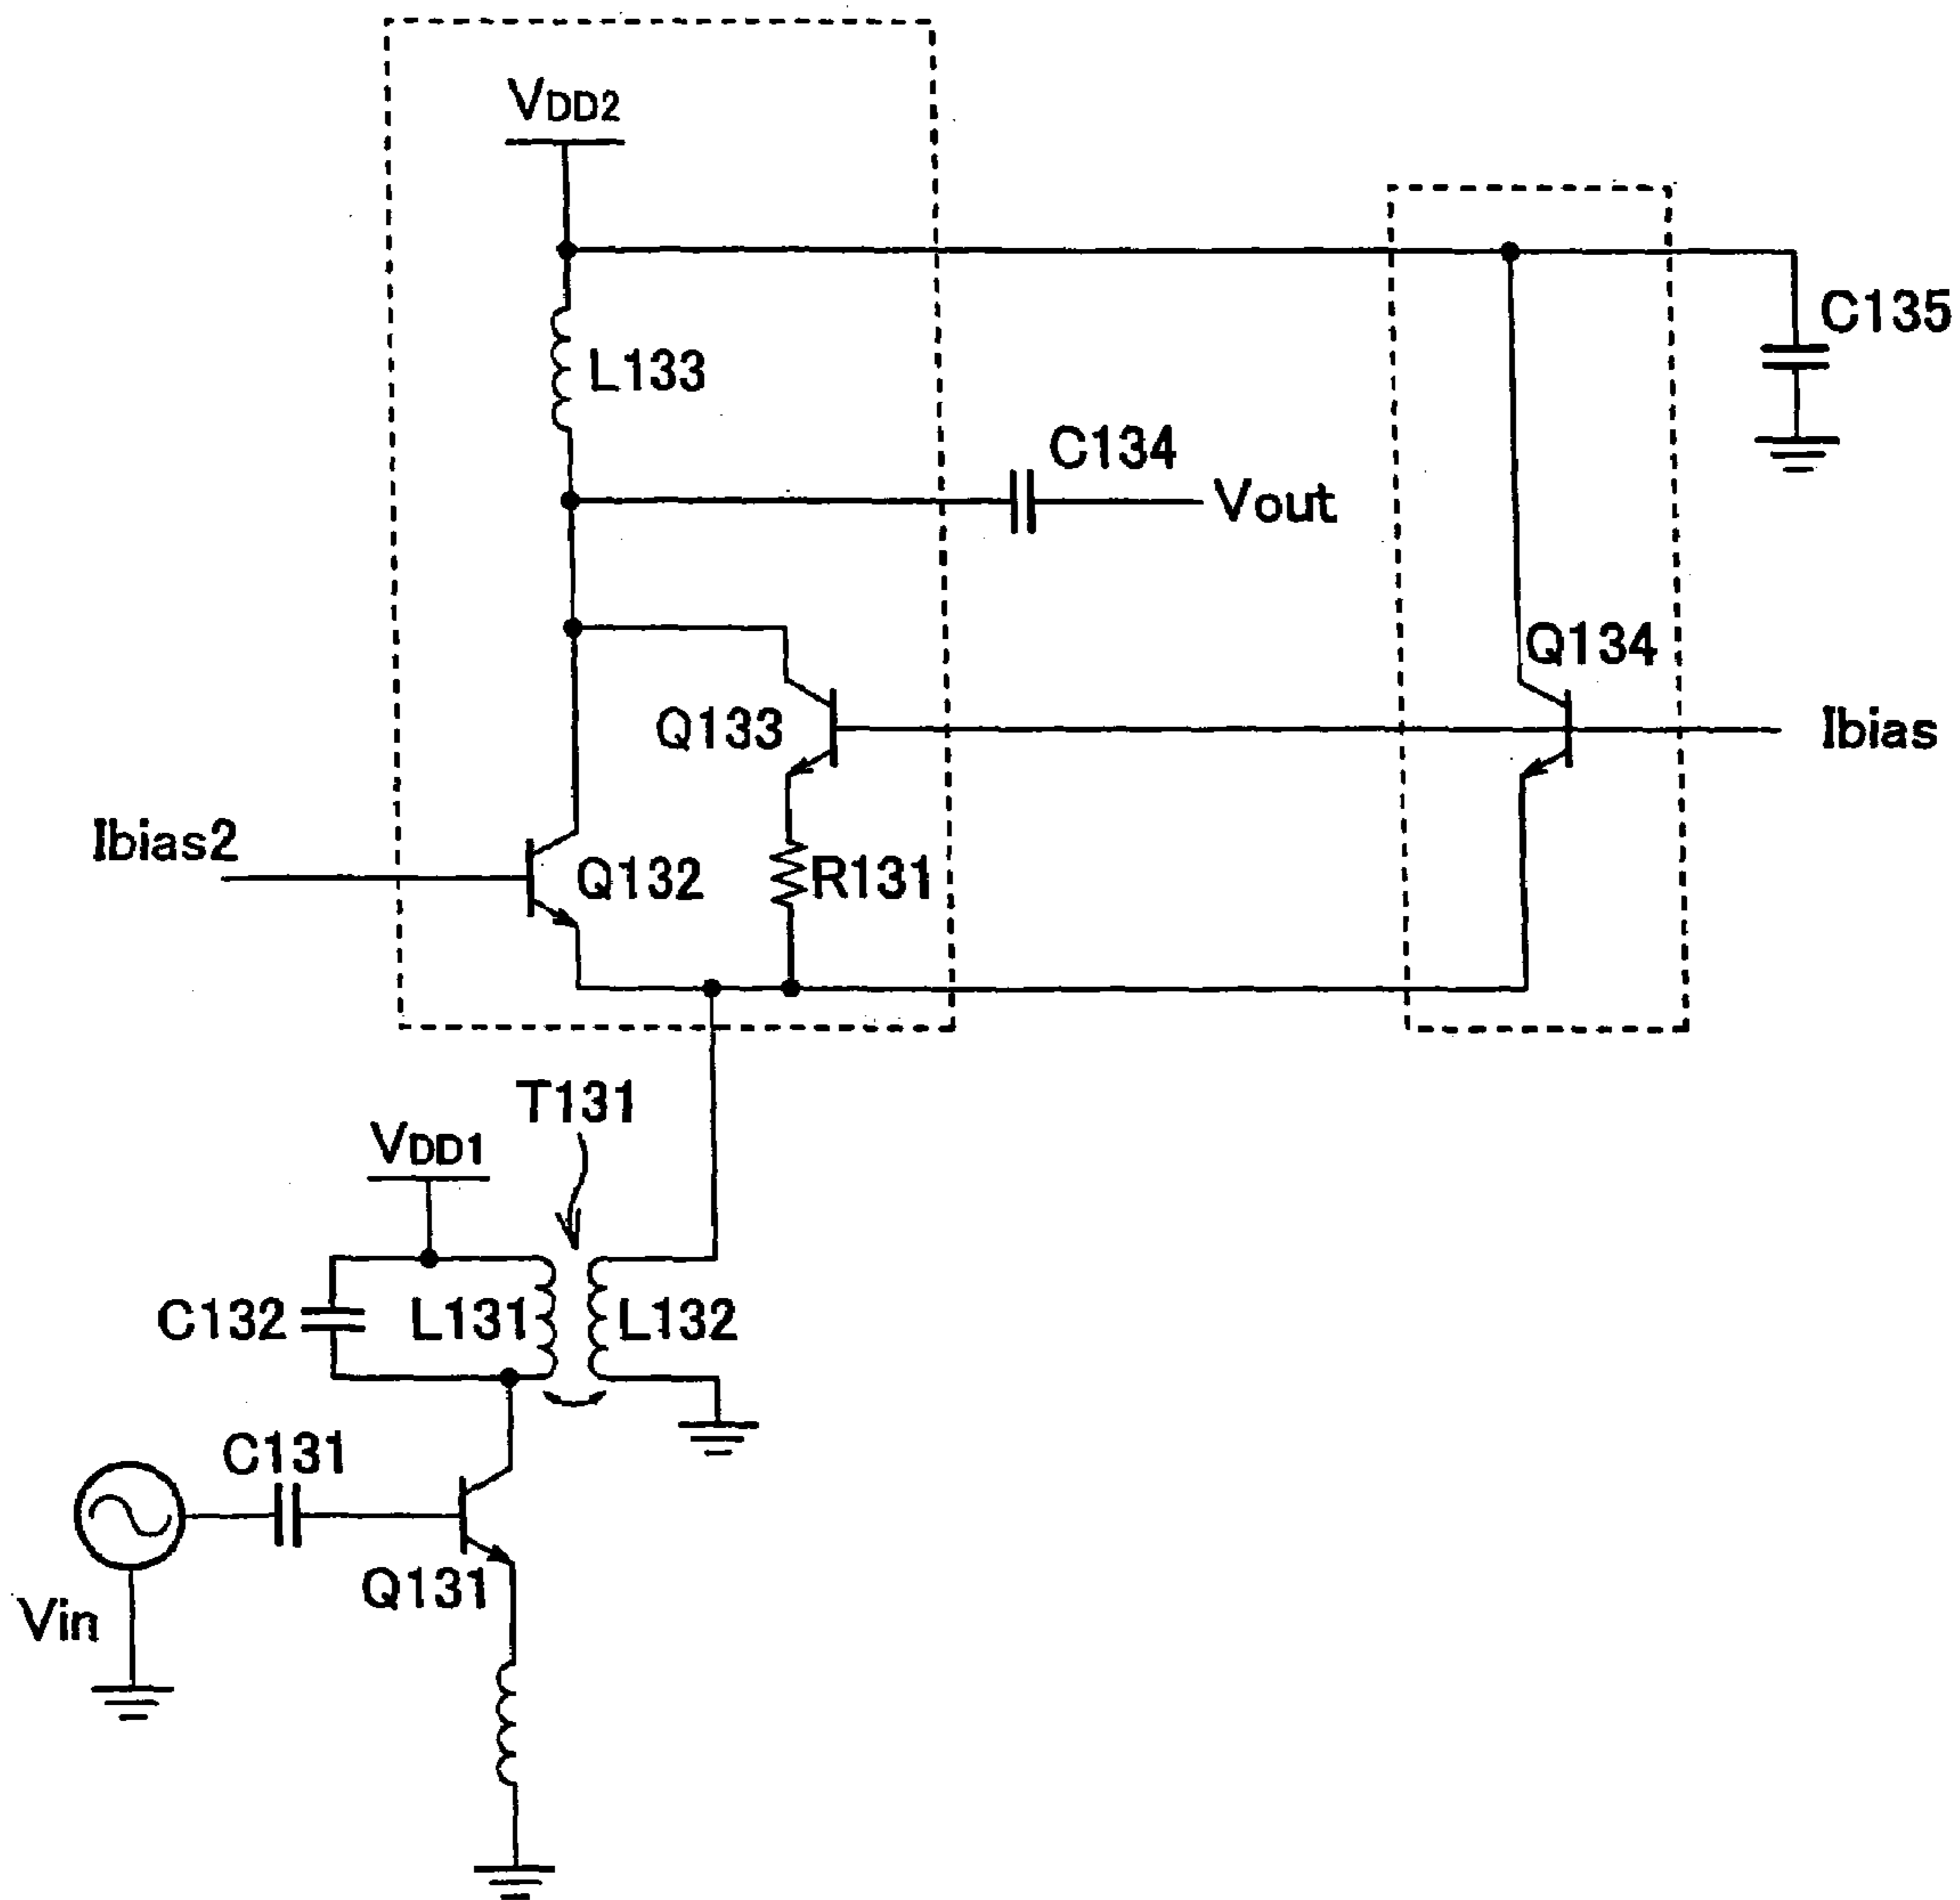 VDD2
C135
L133
C134
Vout
Q134
Q133
Ibias
Ibias2
Q132
R131
T131
VDD1
C132
L131
L132
C131
Q131
Vin